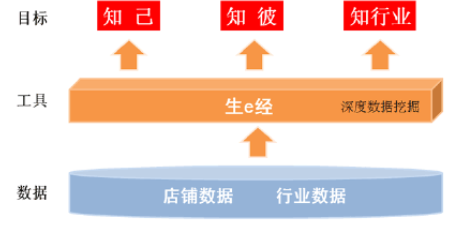 目标 知 己 知 彼 知行业
工具 生e经 深度数据挖掘
数据 店铺数据 行业数据